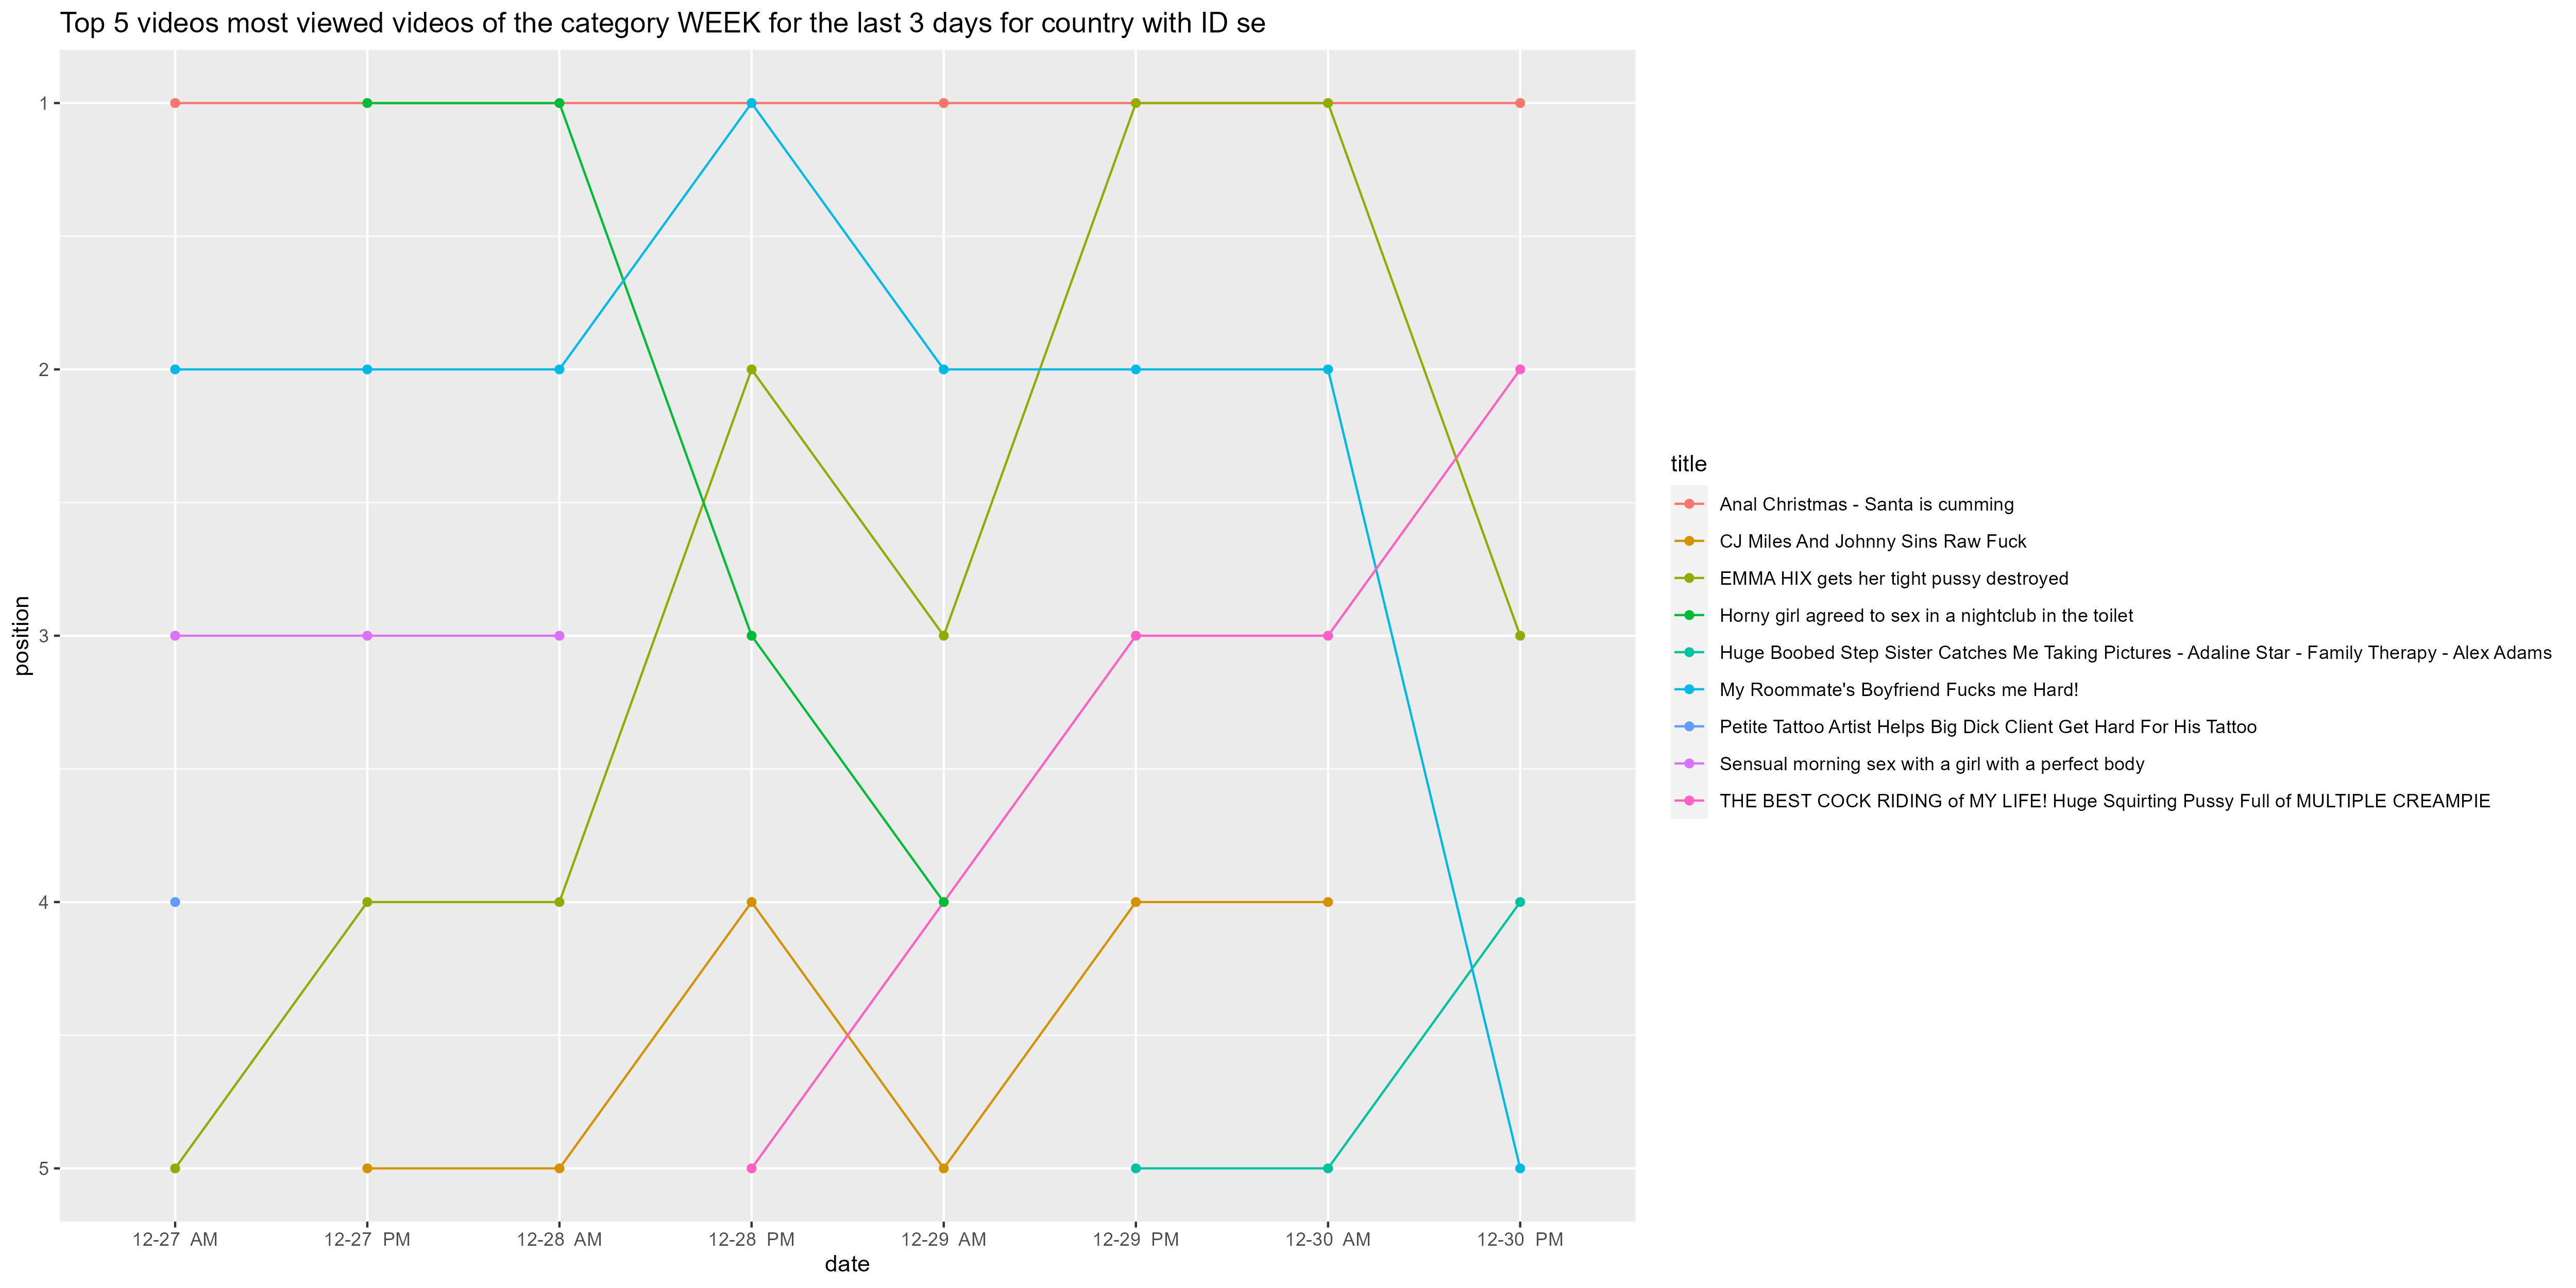 Top 5 videos most viewed videos of the category WEEK for the last 3 days for country with ID se
position
1
2
3
4
5
12-27 AM
12-27 PM
12-28 AM
12-28 PM
12-29 AM
12-29 PM
12-30 AM
12-30 PM
date
title
Anal Christmas - Santa is cumming
CJ Miles And Johnny Sins Raw Fuck
EMMA HIX gets her tight pussy destroyed
Horny girl agreed to sex in a nightclub in the toilet
Huge Boobed Step Sister Catches Me Taking Pictures - Adaline Star - Family Therapy - Alex Adams
My Roommate's Boyfriend Fucks me Hard!
Petite Tattoo Artist Helps Big Dick Client Get Hard For His Tattoo
Sensual morning sex with a girl with a perfect body
THE BEST COCK RIDING of MY LIFE! Huge Squirting Pussy Full of MULTIPLE CREAMPIE